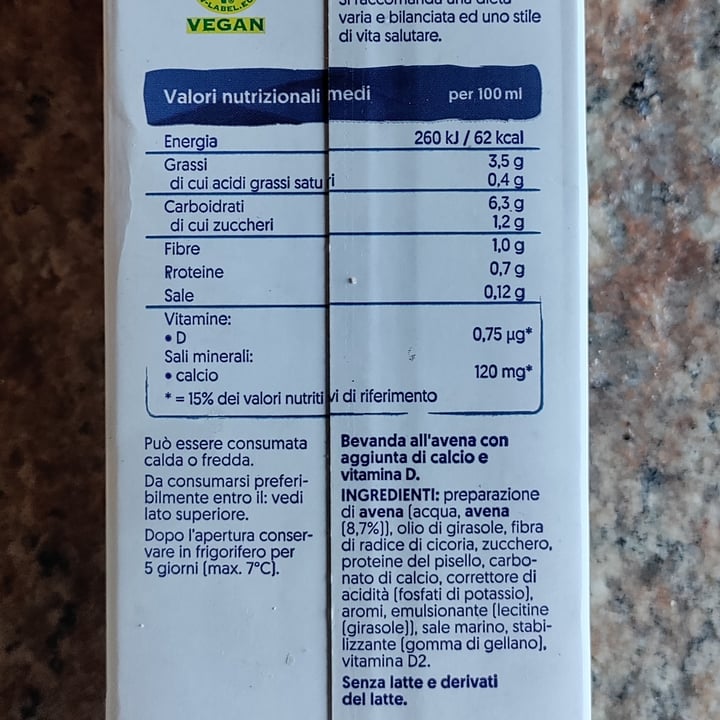 V-LABEL.EU
VEGAN
varia e bilanciata ed uno stile
di vita salutare.
Valori nutrizionali medi per 100 ml
Energia 260 kJ / 62 kcal
Grassi 3,5 g
di cui acidi grassi saturi 0,4 g
Carboidrati 6,3 g
di cui zuccheri 1,2 g
Fibre 1,0 g
Proteine 0,7 g
Sale 0,12 g
Vitamine:
• D 0,75 µg*
Sali minerali:
• calcio 120 mg*
* = 15% dei valori nutritivi di riferimento
Può essere consumata
calda o fredda.
Da consumarsi preferi-
bilmente entro il: vedi
lato superiore.
Dopo l'apertura conser-
vare in frigorifero per
5 giorni (max. 7°C).
Bevanda all'avena con
aggiunta di calcio e
vitamina D.
INGREDIENTI: preparazione
di avena (acqua, avena
(8,7%)), olio di girasole, fibra
di radice di cicoria, zucchero,
proteine del pisello, carbo-
nato di calcio, correttore di
acidità (fosfati di potassio),
aromi, emulsionante (lecitine
(girasole)), sale marino, stabi-
lizzante (gomma di gellano),
vitamina D2.
Senza latte e derivati
del latte.